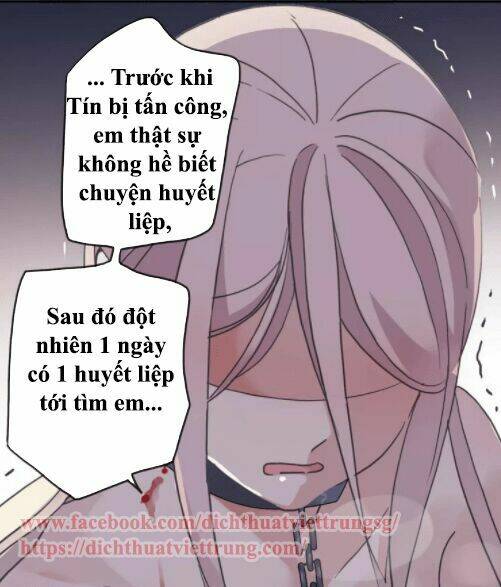 ... Trước khi
Tín bị tấn công,
em thật sự
không hề biết
chuyện huyết
liệp,
Sau đó đột
nhiên 1 ngày
có 1 huyết liệp
tới tìm em...
www.facebook.com/dichthuatviettrungsg/
https://dichthuatviettrung.com/